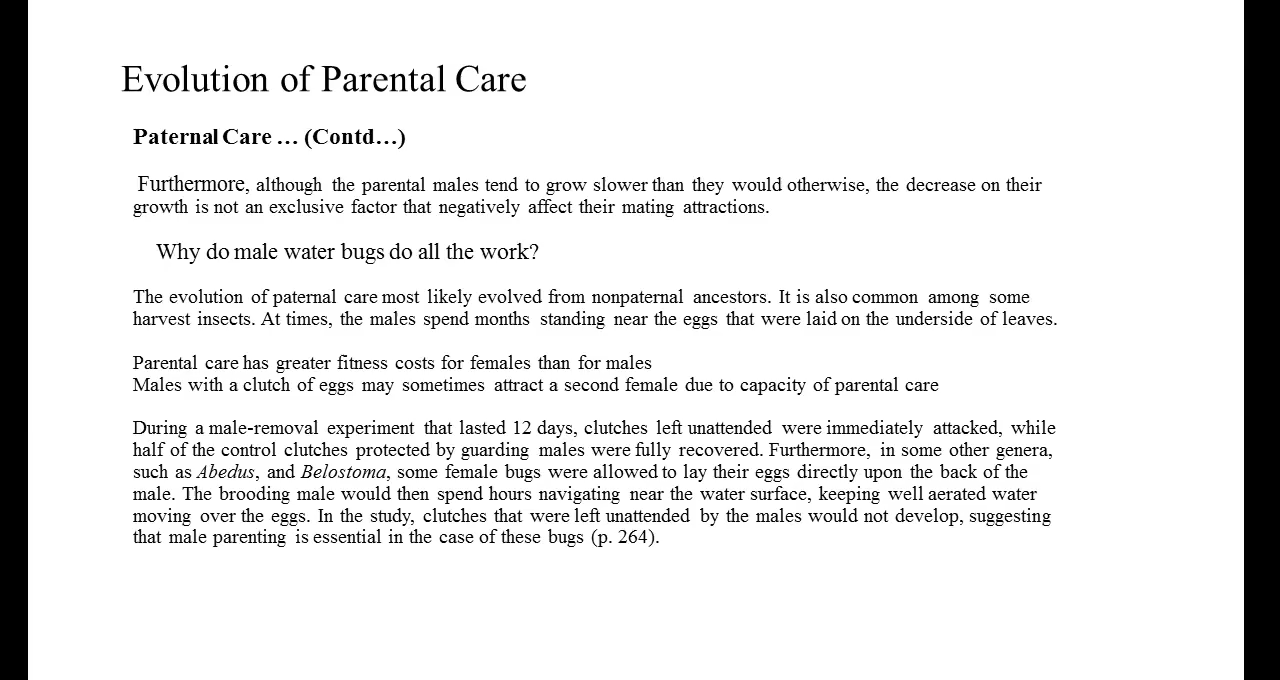 Evolution of Parental Care
Paternal Care … (Contd…)
Furthermore, although the parental males tend to grow slower than they would otherwise, the decrease on their
growth is not an exclusive factor that negatively affect their mating attractions.
Why do male water bugs do all the work?
The evolution of paternal care most likely evolved from nonpaternal ancestors. It is also common among some
harvest insects. At times, the males spend months standing near the eggs that were laid on the underside of leaves.
Parental care has greater fitness costs for females than for males
Males with a clutch of eggs may sometimes attract a second female due to capacity of parental care
During a male-removal experiment that lasted 12 days, clutches left unattended were immediately attacked, while
half of the control clutches protected by guarding males were fully recovered. Furthermore, in some other genera,
such as Abedus, and Belostoma, some female bugs were allowed to lay their eggs directly upon the back of the
male. The brooding male would then spend hours navigating near the water surface, keeping well aerated water
moving over the eggs. In the study, clutches that were left unattended by the males would not develop, suggesting
that male parenting is essential in the case of these bugs (p. 264).